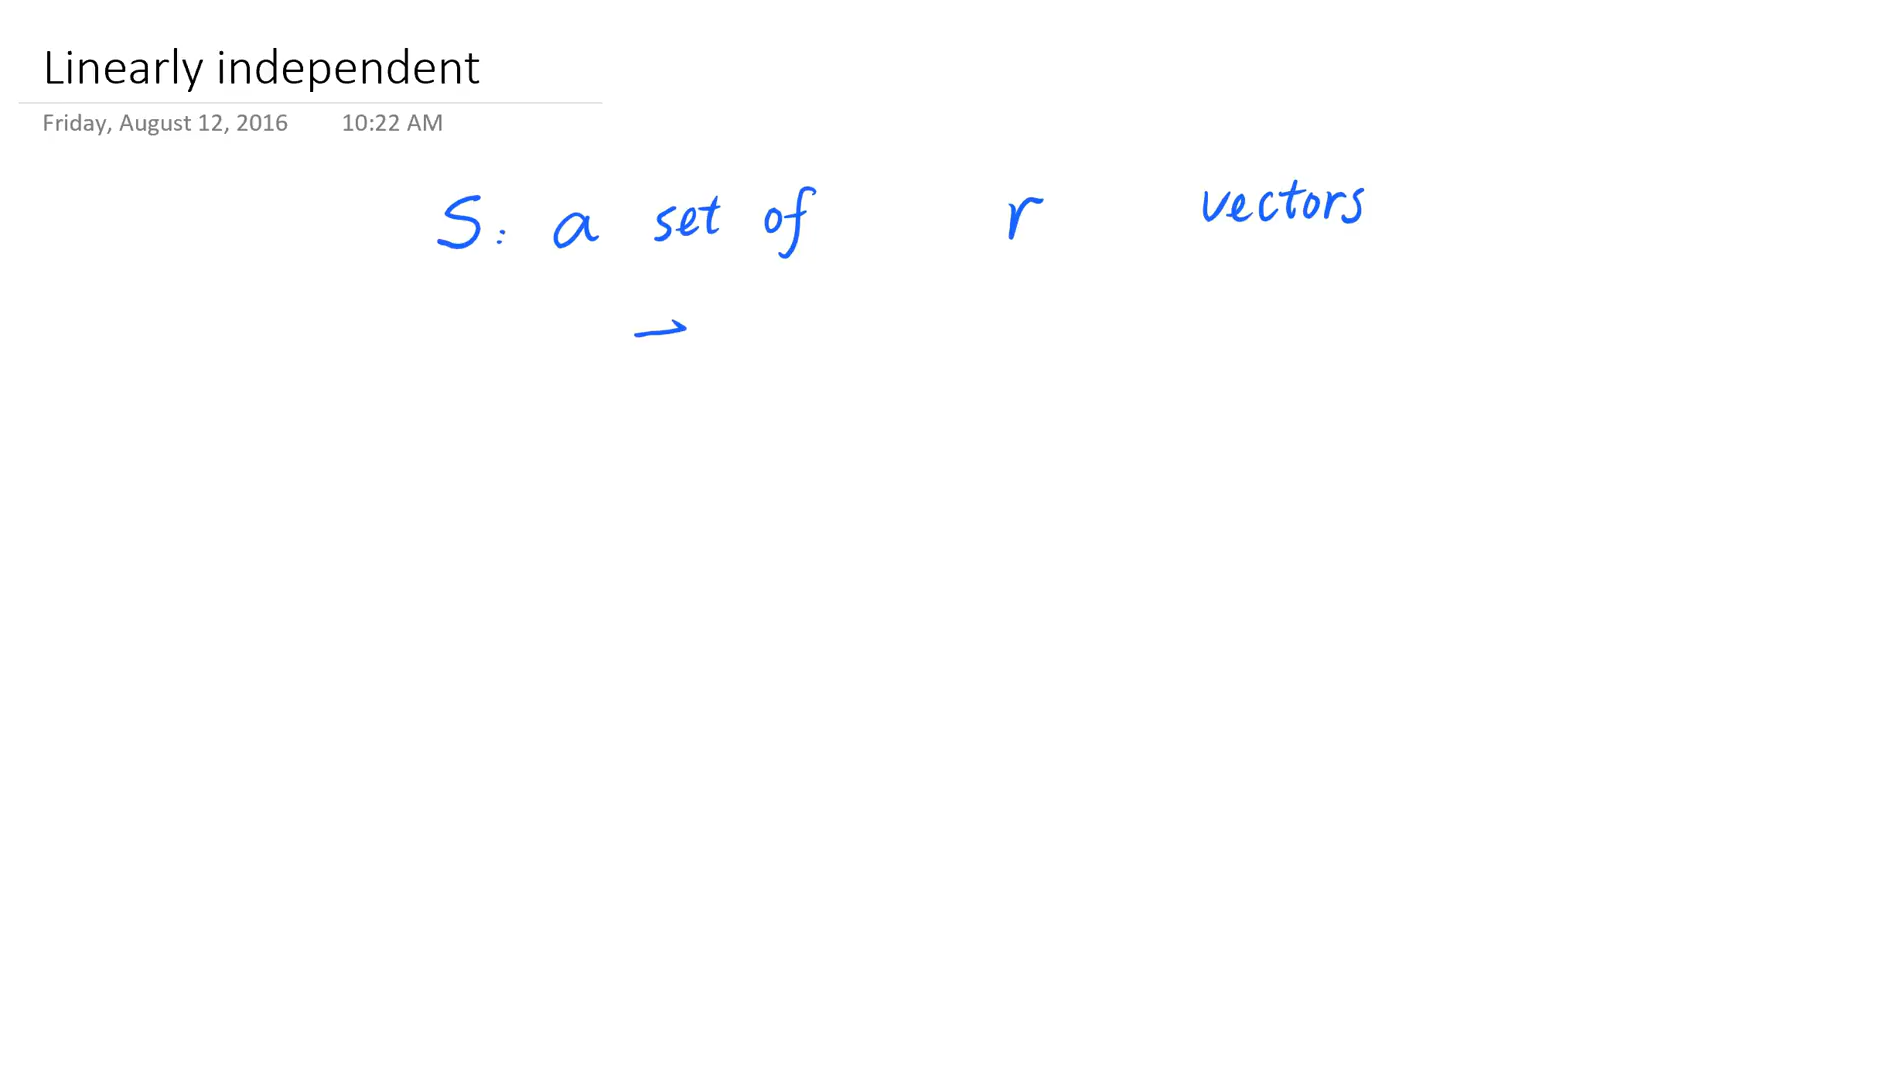 Linearly independent
Friday, August 12, 2016 10:22 AM
S: a set of r vectors
→